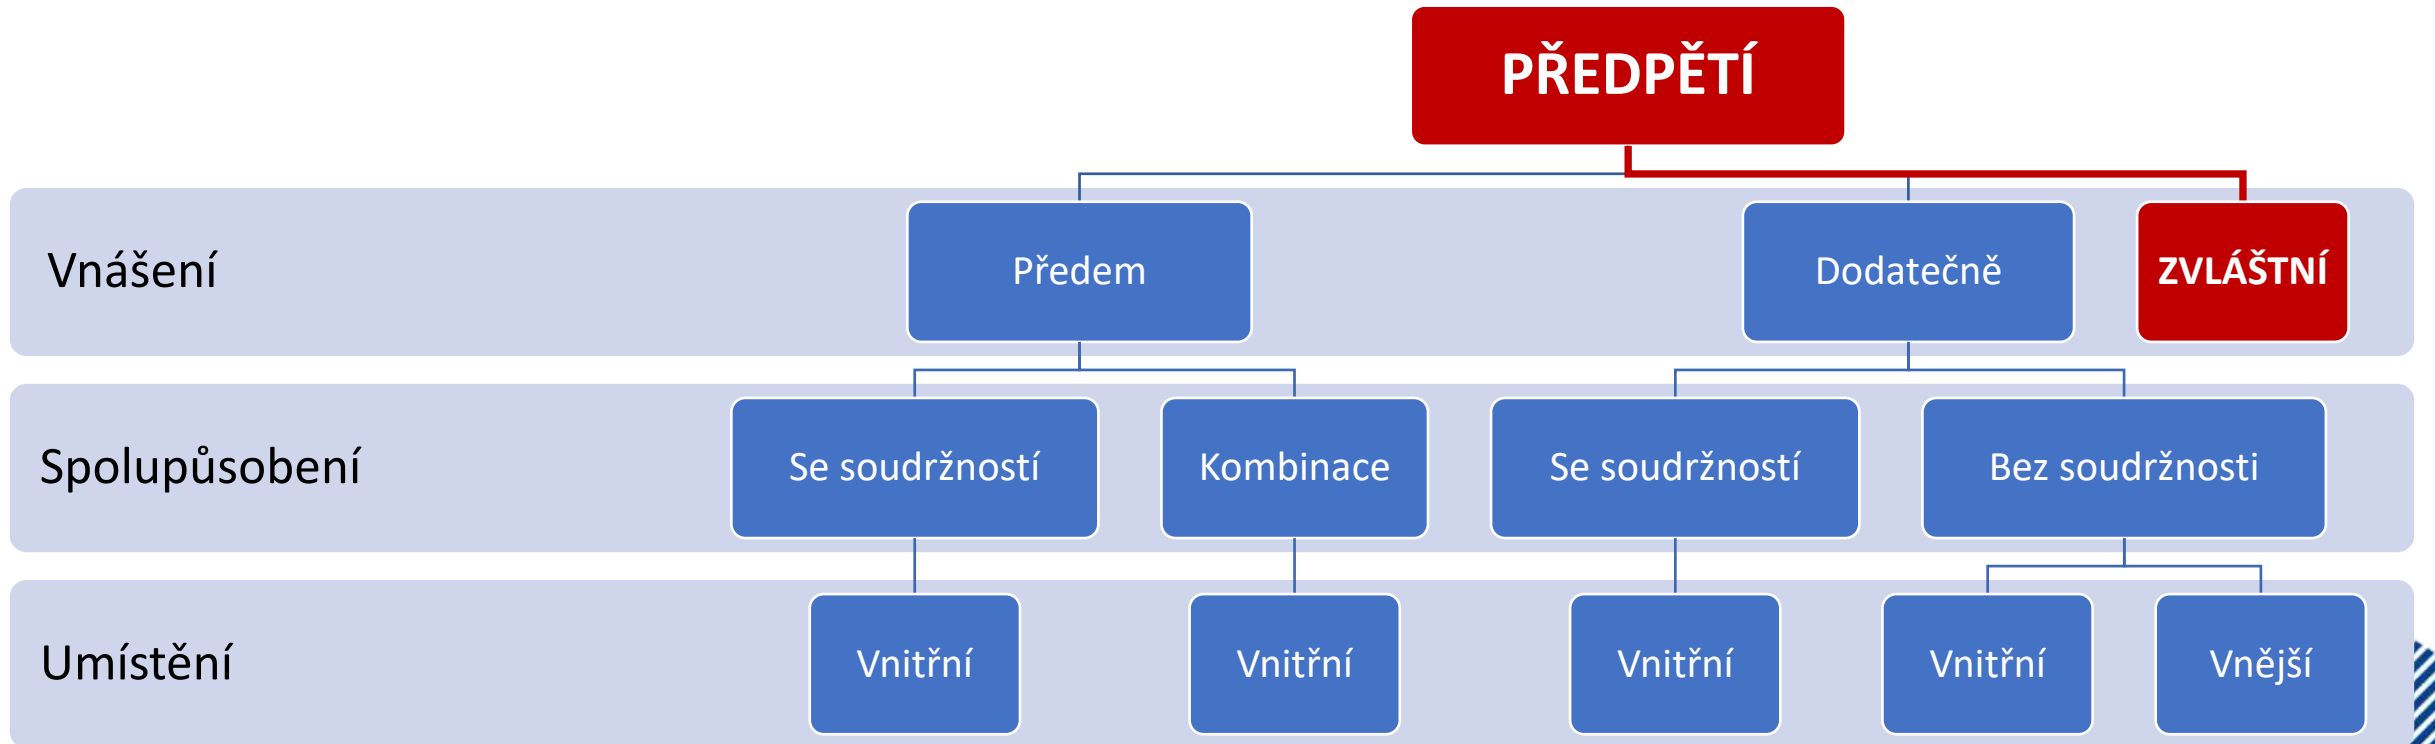 PŘEDPĚTÍ
Vnášení
Předem
Dodatečně
ZVLÁŠTNÍ
Spolupůsobení
Se soudržností
Kombinace
Se soudržností
Bez soudržnosti
Umístění
Vnitřní
Vnitřní
Vnitřní
Vnitřní
Vnější